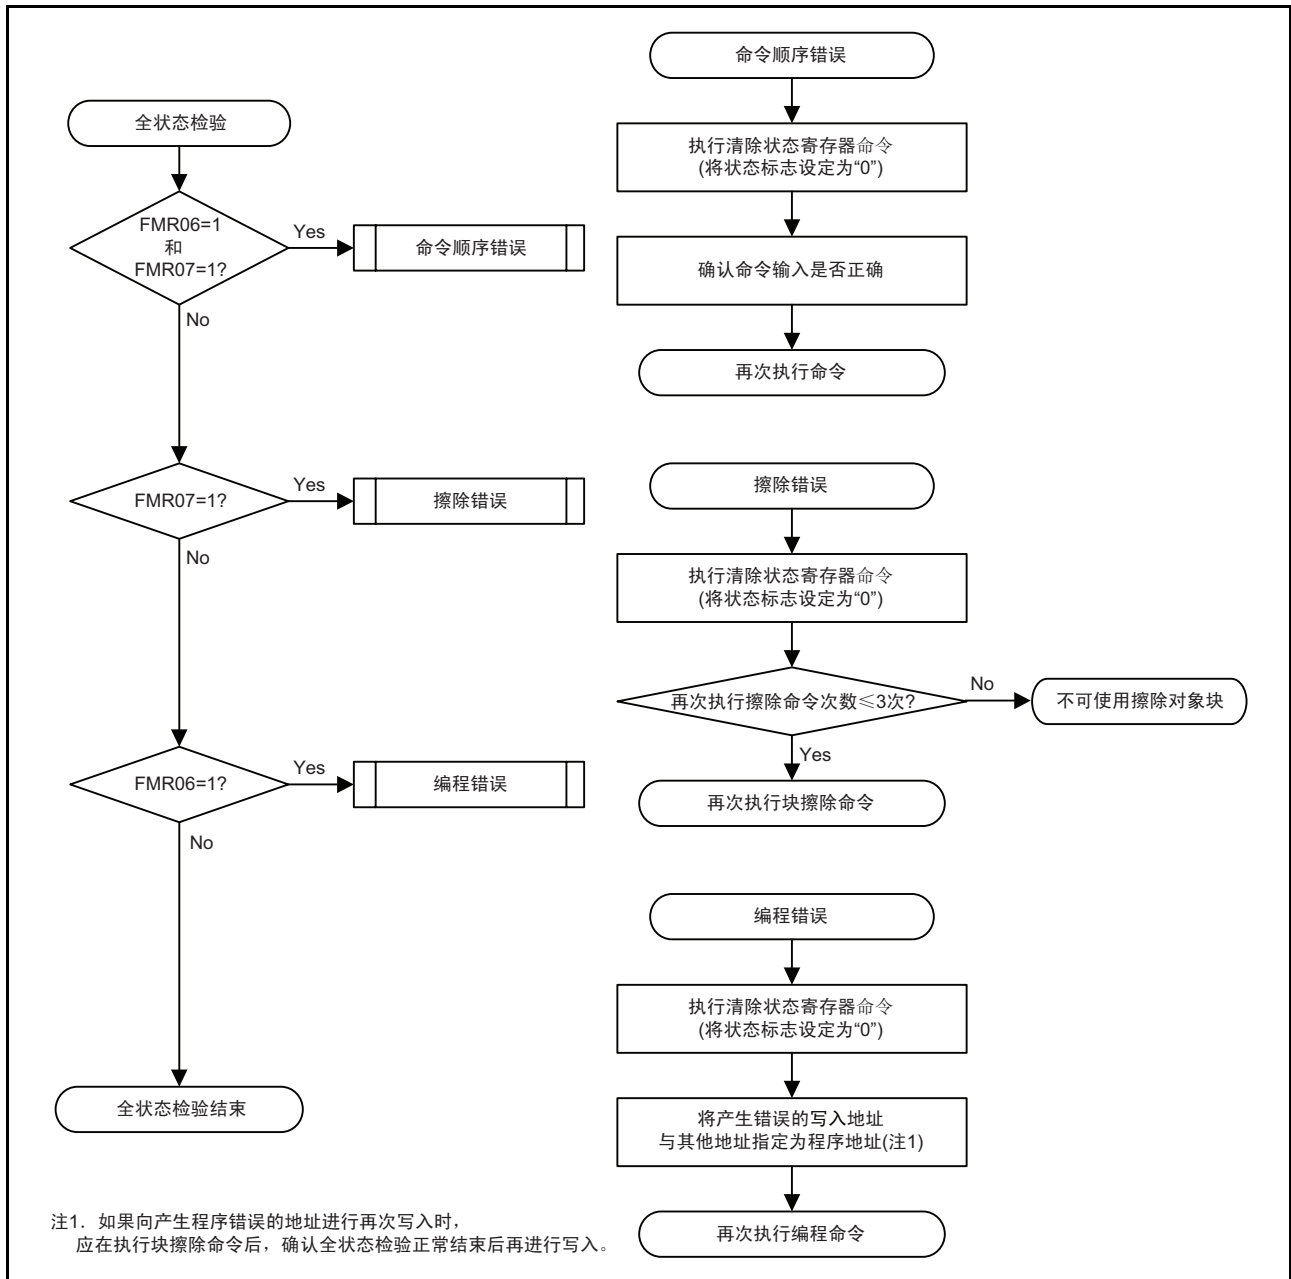 全状态检验
FMR06=1
和
FMR07=1?
Yes
命令顺序错误
No
FMR07=1?
Yes
擦除错误
No
FMR06=1?
Yes
编程错误
No
全状态检验结束
命令顺序错误
执行清除状态寄存器命令
(将状态标志设定为“0”)
确认命令输入是否正确
再次执行命令
擦除错误
执行清除状态寄存器命令
(将状态标志设定为“0”)
再次执行擦除命令次数≤3次?
No
不可使用擦除对象块
Yes
再次执行块擦除命令
编程错误
执行清除状态寄存器命令
(将状态标志设定为“0”)
将产生错误的写入地址
与其他地址指定为程序地址(注1)
再次执行编程命令
注1. 如果向产生程序错误的地址进行再次写入时，
应在执行块擦除命令后，确认全状态检验正常结束后再进行写入。